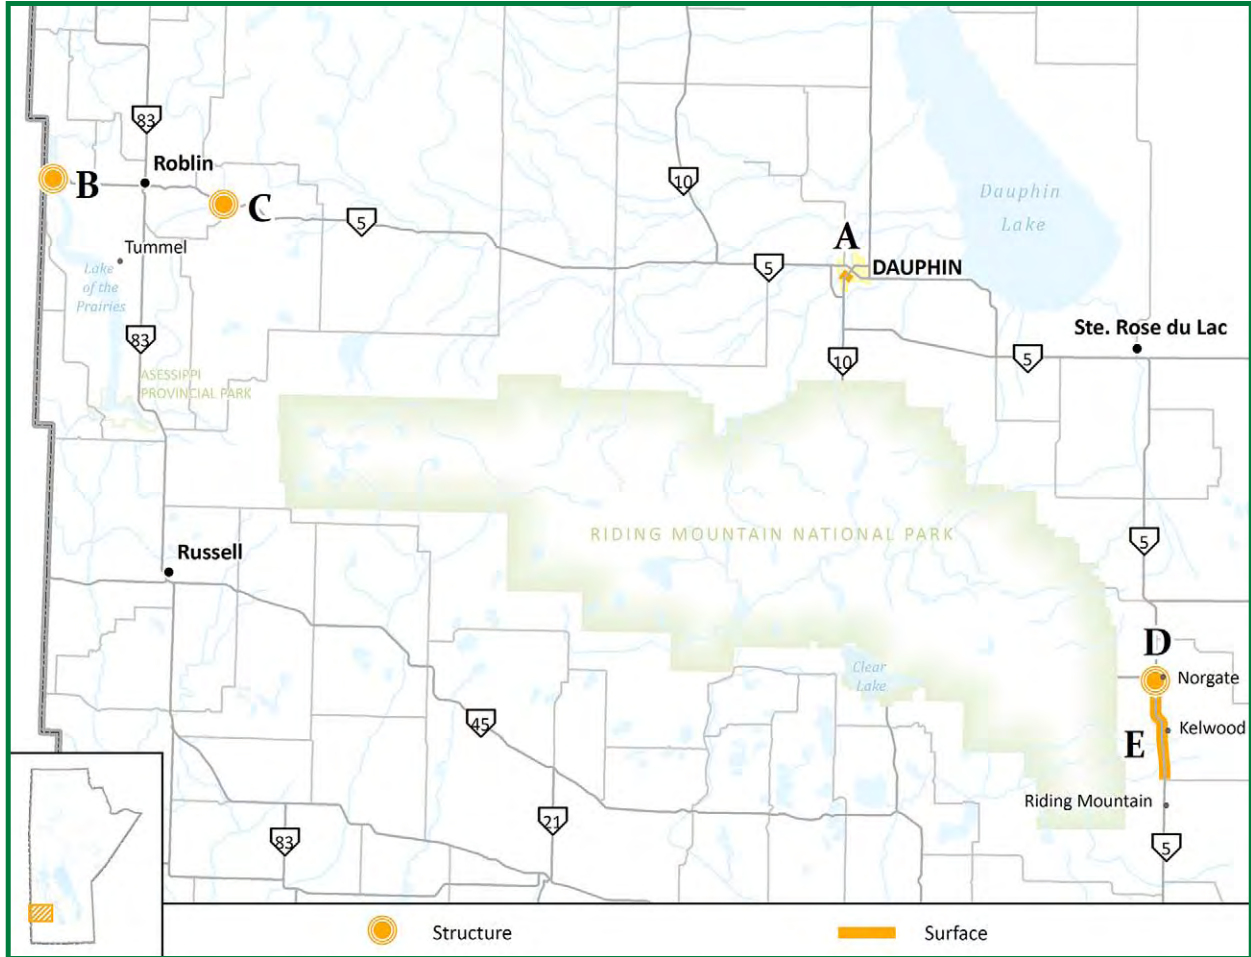 83
Roblin
B
C
10
5
Tummel
Lake
of the
Prairies
83
ASESSIPPI
PROVINCIAL PARK
Dauphin
Lake
A
5
DAUPHIN
10
Ste. Rose du Lac
5
RIDING MOUNTAIN NATIONAL PARK
5
Russell
D
Clear
Lake
Norgate
45
Kelwood
E
Riding Mountain
21
83
5
Structure
Surface